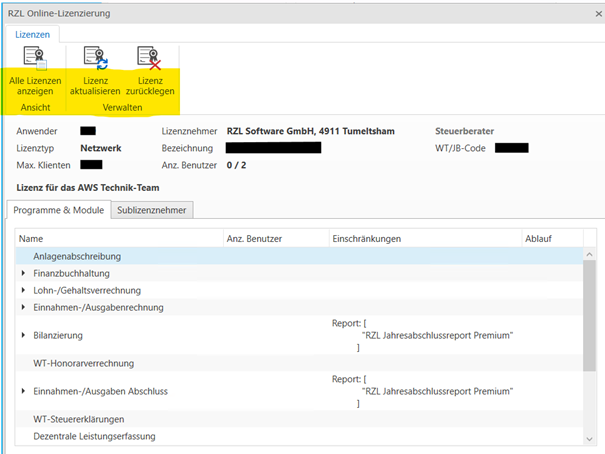 RZL Online-Lizenzierung
Lizenzen
Alle Lizenzen anzeigen
Lizenz aktualisieren
Lizenz zurücklegen
Ansicht
Verwalten
Anwender
Lizenznehmer RZL Software GmbH, 4911 Tumeltsham
Steuerberater
Lizenztyp Netzwerk
Bezeichnung
WT/JB-Code
Max. Klienten
Anz. Benutzer 0 / 2
Lizenz für das AWS Technik-Team
Programme & Module
Sublizenznehmer
Name Anz. Benutzer Einschränkungen Ablauf
Anlagenabschreibung
Finanzbuchhaltung
Lohn-/Gehaltsverrechnung
Einnahmen-/Ausgabenrechnung
Bilanzierung
Report: [
"RZL Jahresabschlussreport Premium"
]
WT-Honorarverrechnung
Einnahmen-/Ausgaben Abschluss
Report: [
"RZL Jahresabschlussreport Premium"
]
WT-Steuererklärungen
Dezentrale Leistungserfassung